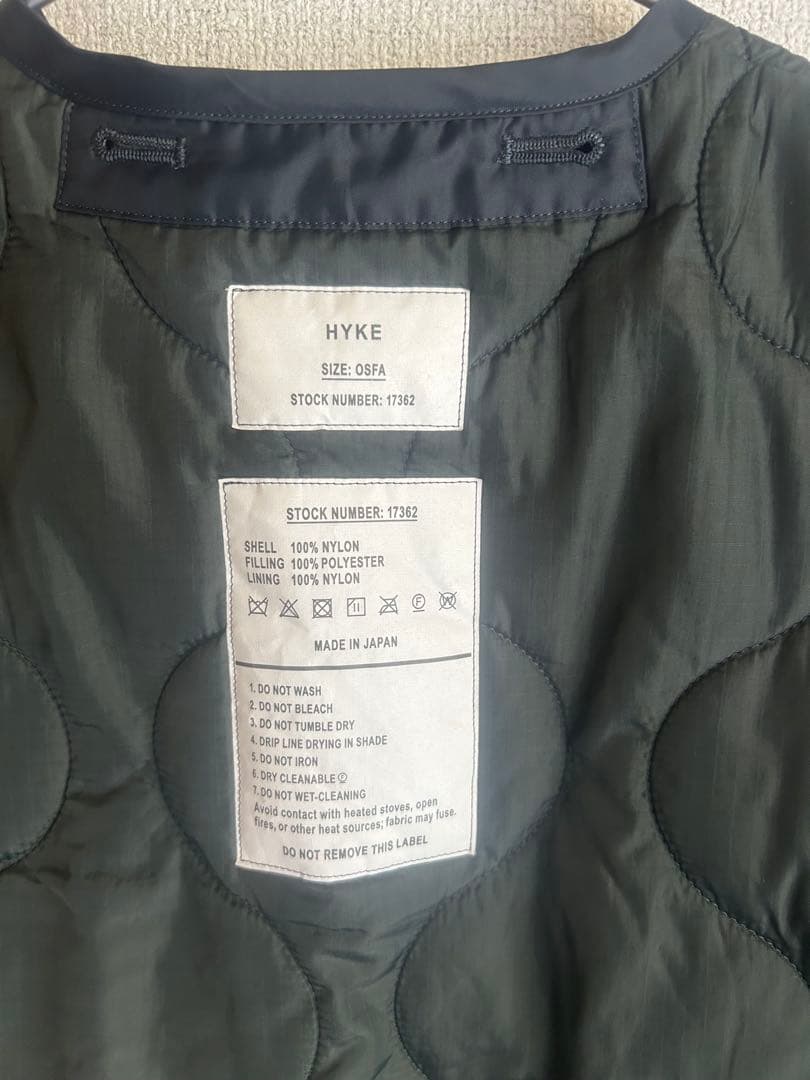 HYKE
SIZE: OSFA
STOCK NUMBER: 17362
STOCK NUMBER: 17362
SHELL 100% NYLON
FILLING 100% POLYESTER
LINING 100% NYLON
MADE IN JAPAN
1. DO NOT WASH
2. DO NOT BLEACH
3. DO NOT TUMBLE DRY
4. DRIP LINE DRYING IN SHADE
5. DO NOT IRON
6. DRY CLEANABLE Ⓕ
7. DO NOT WET-CLEANING
Avoid contact with heated stoves, open
fires, or other heat sources; fabric may fuse.
DO NOT REMOVE THIS LABEL